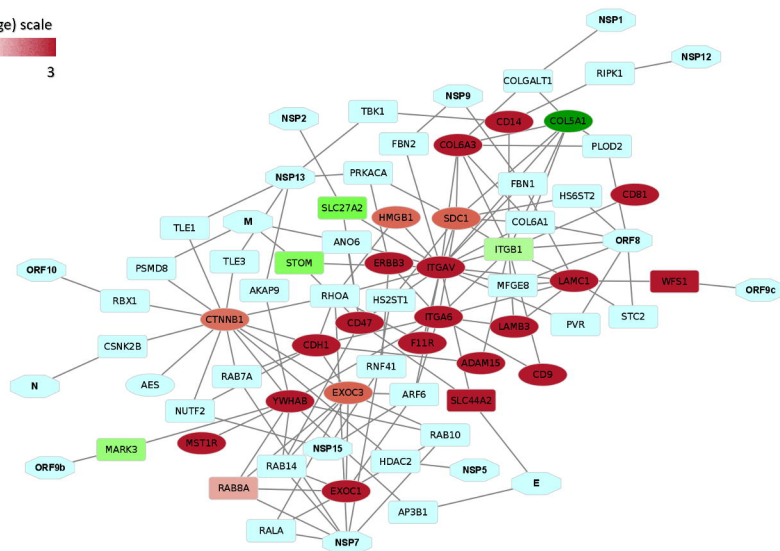 ge) scale
3
NSP1
NSP12
COLGALT1
RIPK1
NSP9
NSP2
TBK1
CD14
COL5A1
FBN2
COL6A3
PLOD2
NSP13
PRKACA
FBN1
HS6ST2
CD81
SLC27A2
HMGB1
SDC1
COL6A1
TLE1
M
ANO6
ITGB1
ORF8
ORF10
PSMD8
TLE3
STOM
ERBB3
ITGAV
MFGE8
LAMC1
WFS1
ORF9c
RBX1
AKAP9
RHOA
HS2ST1
CTNNB1
CD47
ITGA6
LAMB3
PVR
STC2
CSNK2B
CDH1
F11R
N
AES
RAB7A
RNF41
ADAM15
CD9
NUTF2
YWHAB
EXOC3
ARF6
SLC44A2
MARK3
MST1R
NSP15
RAB10
ORF9b
RAB14
HDAC2
NSP5
RAB8A
EXOC1
E
RALA
AP3B1
NSP7